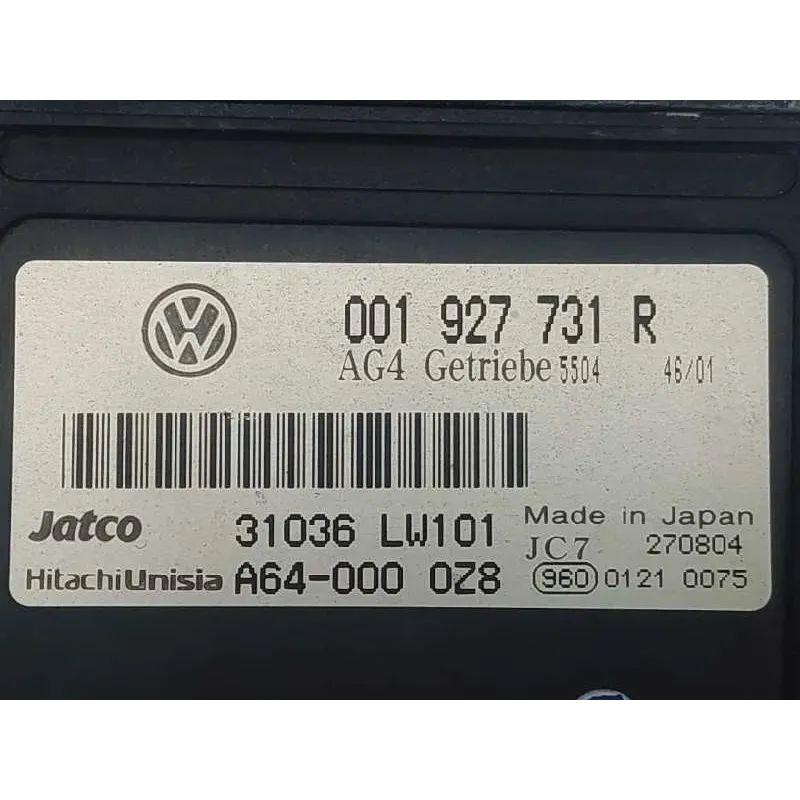 001 927 731 R
AG4 Getriebe 5504 46/01
Jatco 31036 LW101 Made in Japan
JC7 270804
HitachiUnisia A64-000 0Z8 960 0121 0075